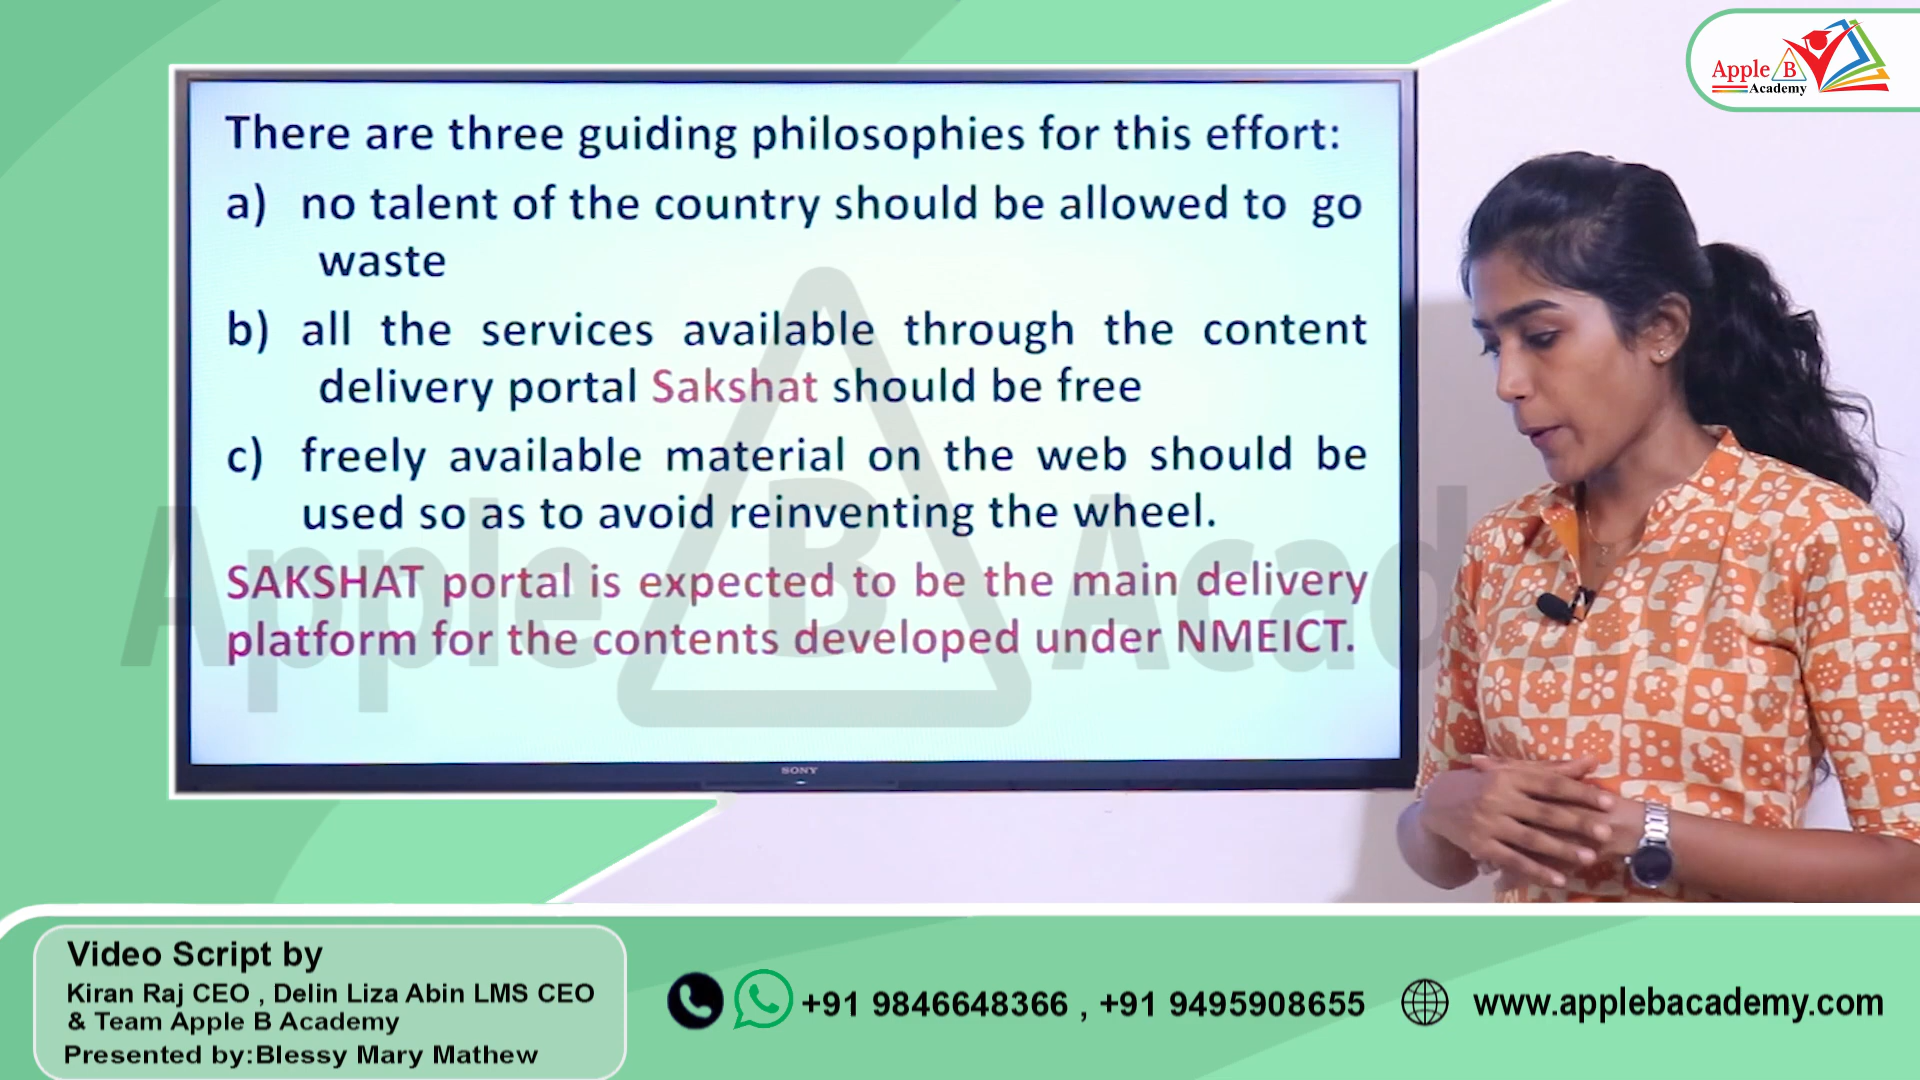 Apple B
Academy
There are three guiding philosophies for this effort:
a) no talent of the country should be allowed to go
waste
b) all the services available through the content
delivery portal Sakshat should be free
c) freely available material on the web should be
used so as to avoid reinventing the wheel.
SAKSHAT portal is expected to be the main delivery
platform for the contents developed under NMEICT.
Apple B Academy
SONY
Video Script by
Kiran Raj CEO , Delin Liza Abin LMS CEO
& Team Apple B Academy
Presented by:Blessy Mary Mathew
+91 9846648366 , +91 9495908655
www.applebacademy.com